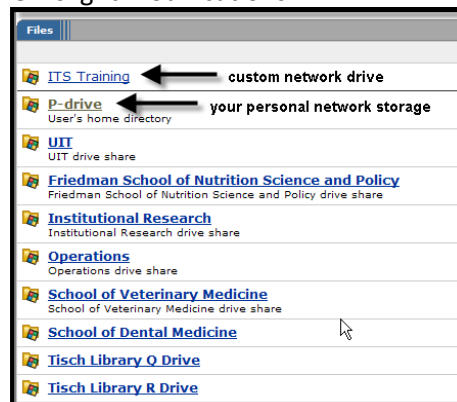 Files
ITS Training custom network drive
P-drive your personal network storage
User's home directory
UIT
UIT drive share
Friedman School of Nutrition Science and Policy
Friedman School of Nutrition Science and Policy drive share
Institutional Research
Institutional Research drive share
Operations
Operations drive share
School of Veterinary Medicine
School of Veterinary Medicine drive share
School of Dental Medicine
Tisch Library Q Drive
Tisch Library R Drive